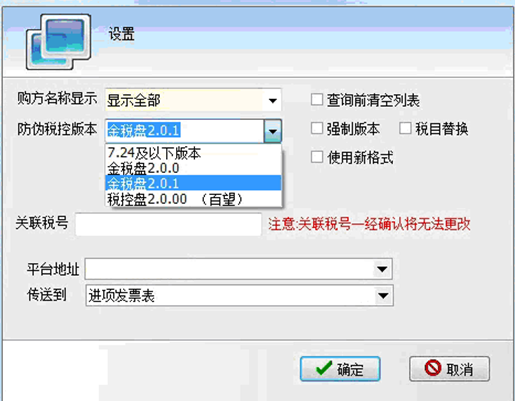 设置
购方名称显示 显示全部 查询前清空列表
防伪税控版本 金税盘2.0.1 强制版本 税目替换
7.24及以下版本 使用新格式
金税盘2.0.0
金税盘2.0.1
税控盘2.0.00 （百望）
关联税号 注意:关联税号一经确认将无法更改
平台地址
传送到 进项发票表
确定 取消